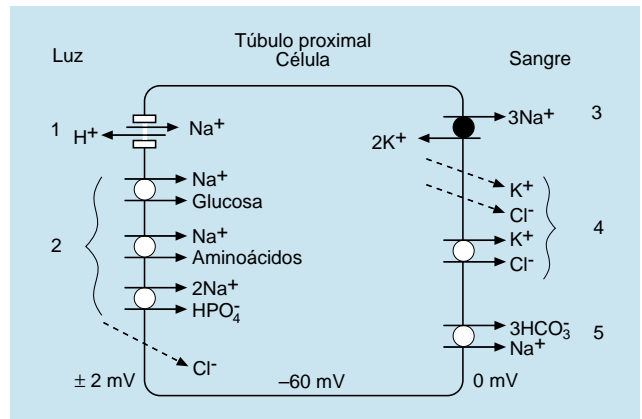 Túbulo proximal
Célula
Luz
Sangre
1
H+
Na+
3Na+
3
2K+
Na+
Glucosa
K+
Cl-
2
Na+
Aminoácidos
K+
Cl-
4
2Na+
HPO4-
3HCO3-
Na+
5
Cl-
± 2 mV
–60 mV
0 mV